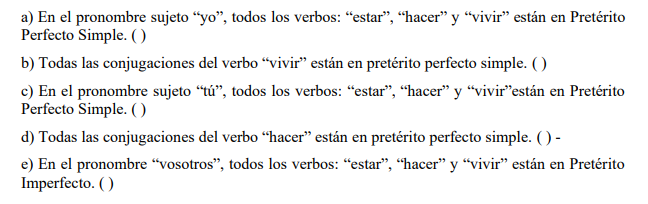 a) En el pronombre sujeto “yo”, todos los verbos: “estar”, “hacer” y “vivir” están en Pretérito
Perfecto Simple. ( )
b) Todas las conjugaciones del verbo “vivir” están en pretérito perfecto simple. ( )
c) En el pronombre sujeto “tú”, todos los verbos: “estar”, “hacer” y “vivir”están en Pretérito
Perfecto Simple. ( )
d) Todas las conjugaciones del verbo “hacer” están en pretérito perfecto simple. ( ) -
e) En el pronombre “vosotros”, todos los verbos: “estar”, “hacer” y “vivir” están en Pretérito
Imperfecto. ( )